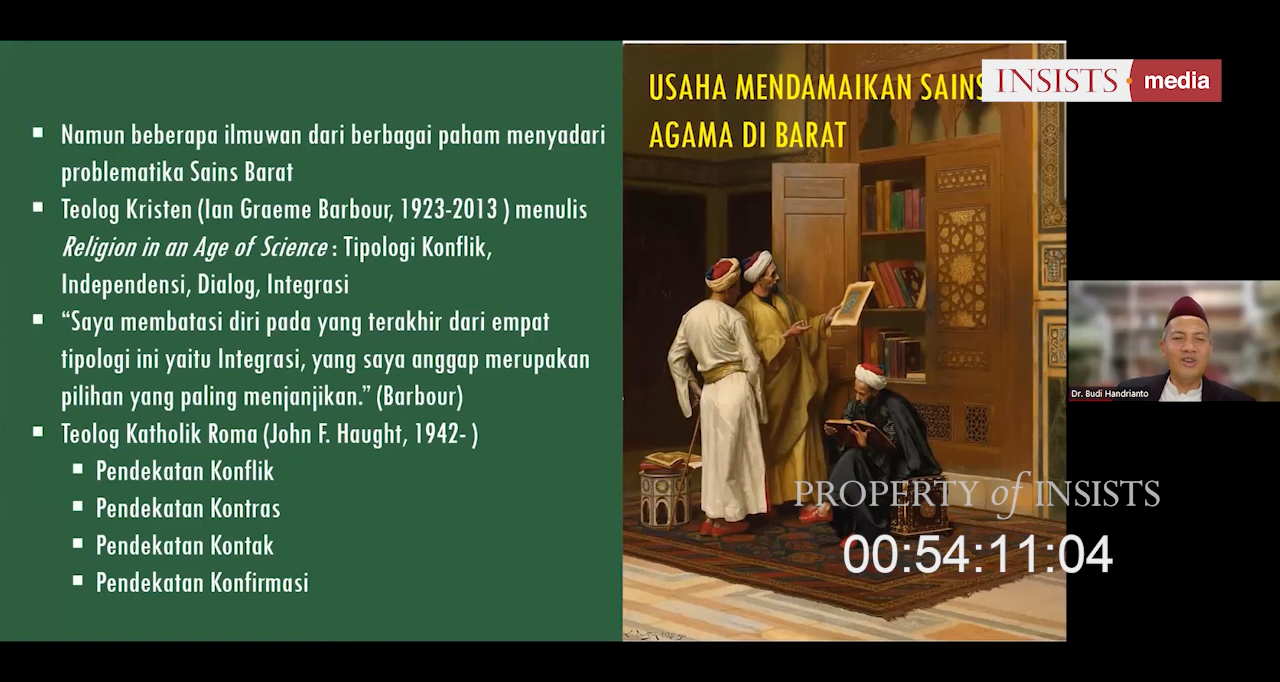 ▪ Namun beberapa ilmuwan dari berbagai paham menyadari
problematika Sains Barat
▪ Teolog Kristen (Ian Graeme Barbour, 1923-2013 ) menulis
Religion in an Age of Science : Tipologi Konflik,
Independensi, Dialog, Integrasi
▪ “Saya membatasi diri pada yang terakhir dari empat
tipologi ini yaitu Integrasi, yang saya anggap merupakan
pilihan yang paling menjanjikan.” (Barbour)
▪ Teolog Katholik Roma (John F. Haught, 1942- )
▪ Pendekatan Konflik
▪ Pendekatan Kontras
▪ Pendekatan Kontak
▪ Pendekatan Konfirmasi
USAHA MENDAMAIKAN SAINS
AGAMA DI BARAT
INSISTS media
Dr. Budi Handrianto
PROPERTY of INSISTS
00:54:11:04